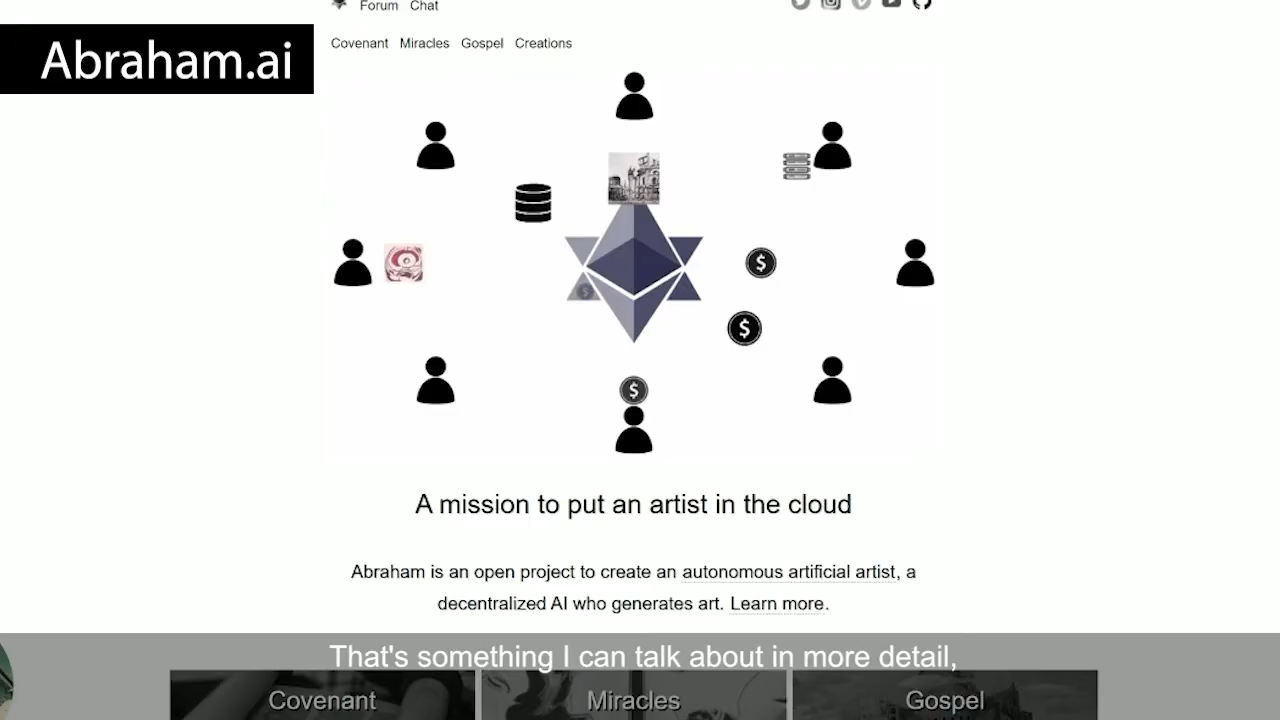 Forum Chat
Abraham.ai
Covenant Miracles Gospel Creations
$
$
$
$
A mission to put an artist in the cloud
Abraham is an open project to create an autonomous artificial artist, a
decentralized AI who generates art. Learn more.
That's something I can talk about in more detail,
Covenant Miracles Gospel